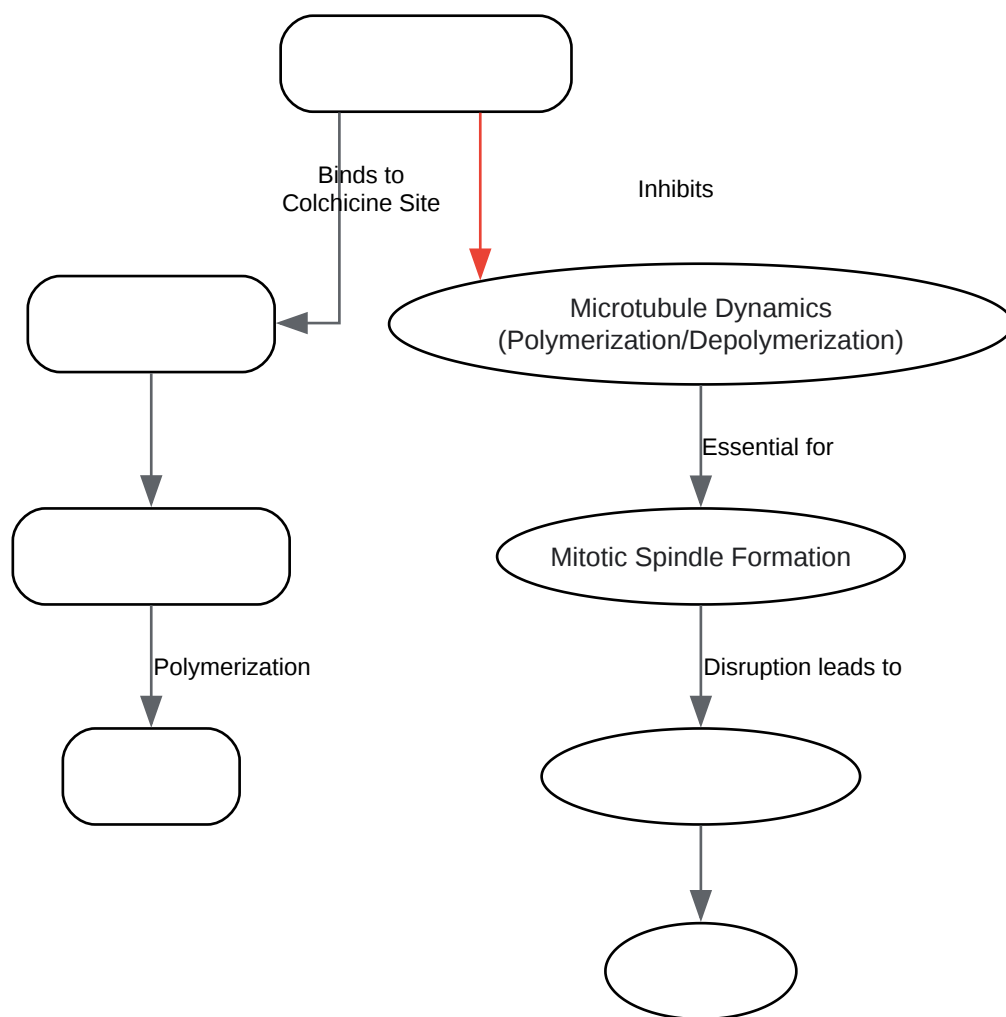 Binds to
Colchicine Site
Inhibits
Microtubule Dynamics
(Polymerization/Depolymerization)
Essential for
Mitotic Spindle Formation
Polymerization
Disruption leads to